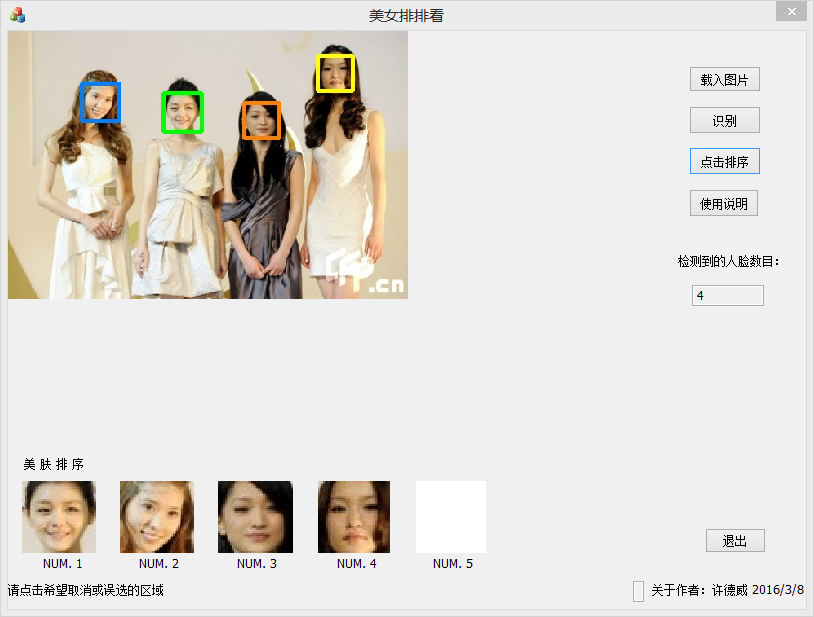 美女排排看
载入图片
识别
点击排序
使用说明
检测到的人脸数目：
4
.cn
美 肤 排 序
NUM. 1
NUM. 2
NUM. 3
NUM. 4
NUM. 5
退出
请点击希望取消或误选的区域
关于作者：许德威 2016/3/8